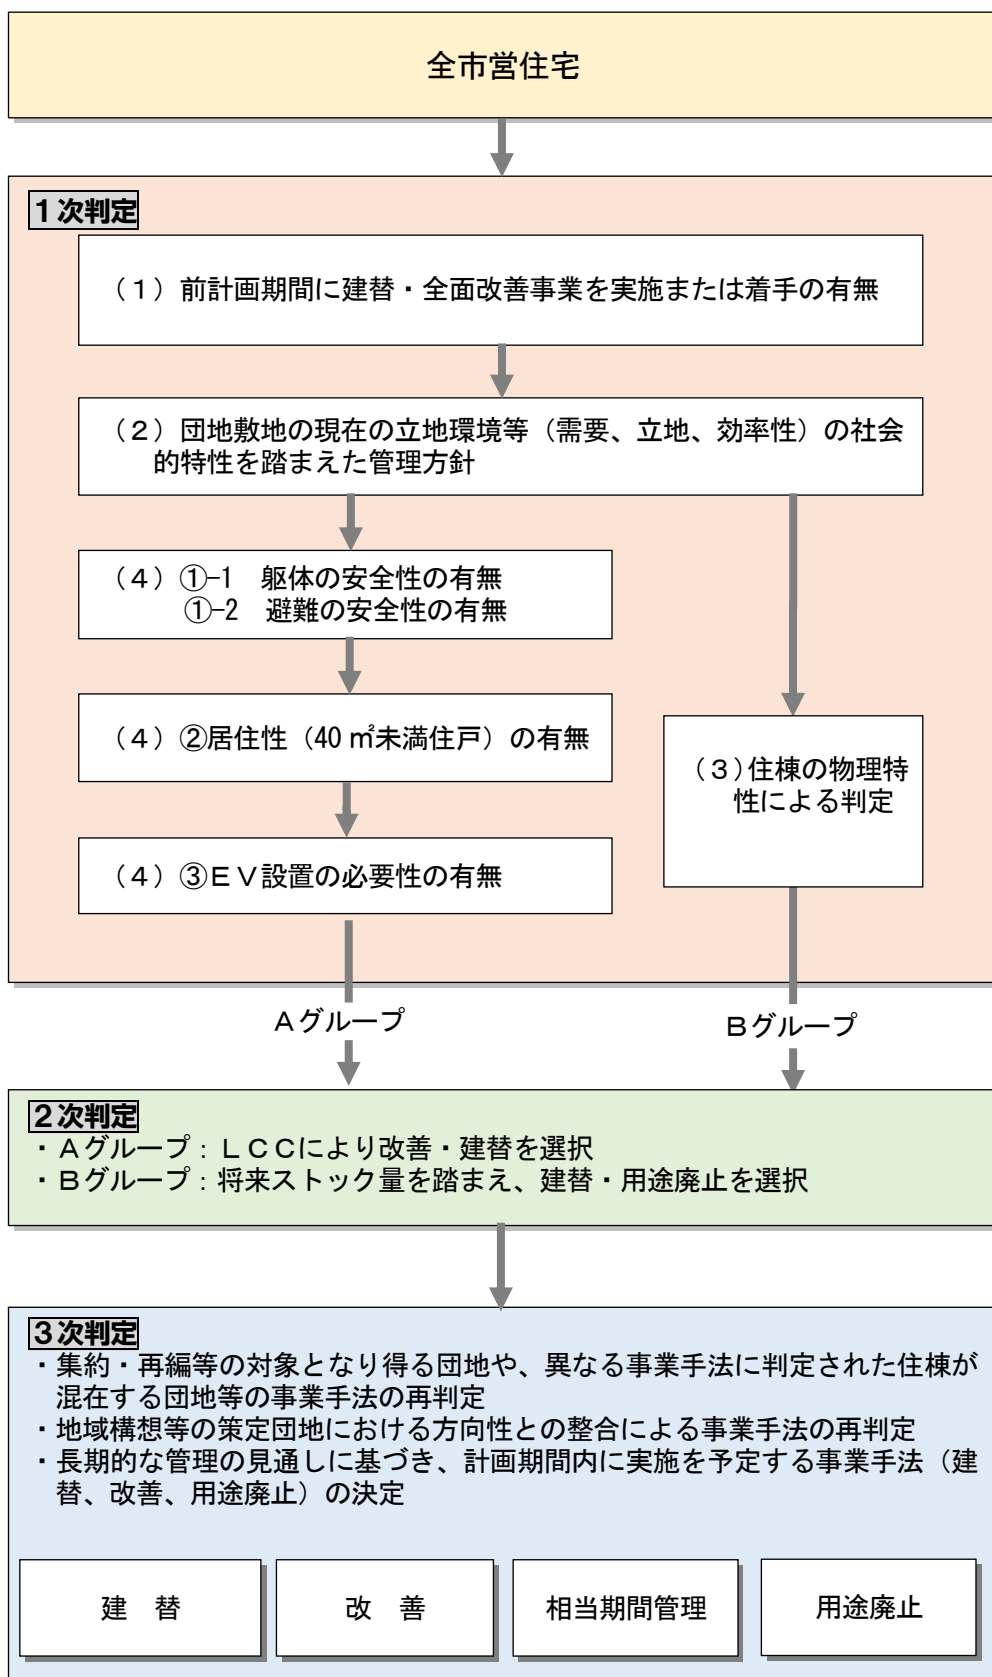 全市営住宅
１次判定
（１）前計画期間に建替・全面改善事業を実施または着手の有無
（２）団地敷地の現在の立地環境等（需要、立地、効率性）の社会
的特性を踏まえた管理方針
（４）①-1　躯体の安全性の有無
①-2　避難の安全性の有無
（４）②居住性（40㎡未満住戸）の有無
（３）住棟の物理特
性による判定
（４）③ＥＶ設置の必要性の有無
Ａグループ
Ｂグループ
２次判定
・Ａグループ：ＬＣＣにより改善・建替を選択
・Ｂグループ：将来ストック量を踏まえ、建替・用途廃止を選択
３次判定
・集約・再編等の対象となり得る団地や、異なる事業手法に判定された住棟が
混在する団地等の事業手法の再判定
・地域構想等の策定団地における方向性との整合による事業手法の再判定
・長期的な管理の見通しに基づき、計画期間内に実施を予定する事業手法（建
替、改善、用途廃止）の決定
建　替
改　善
相当期間管理
用途廃止